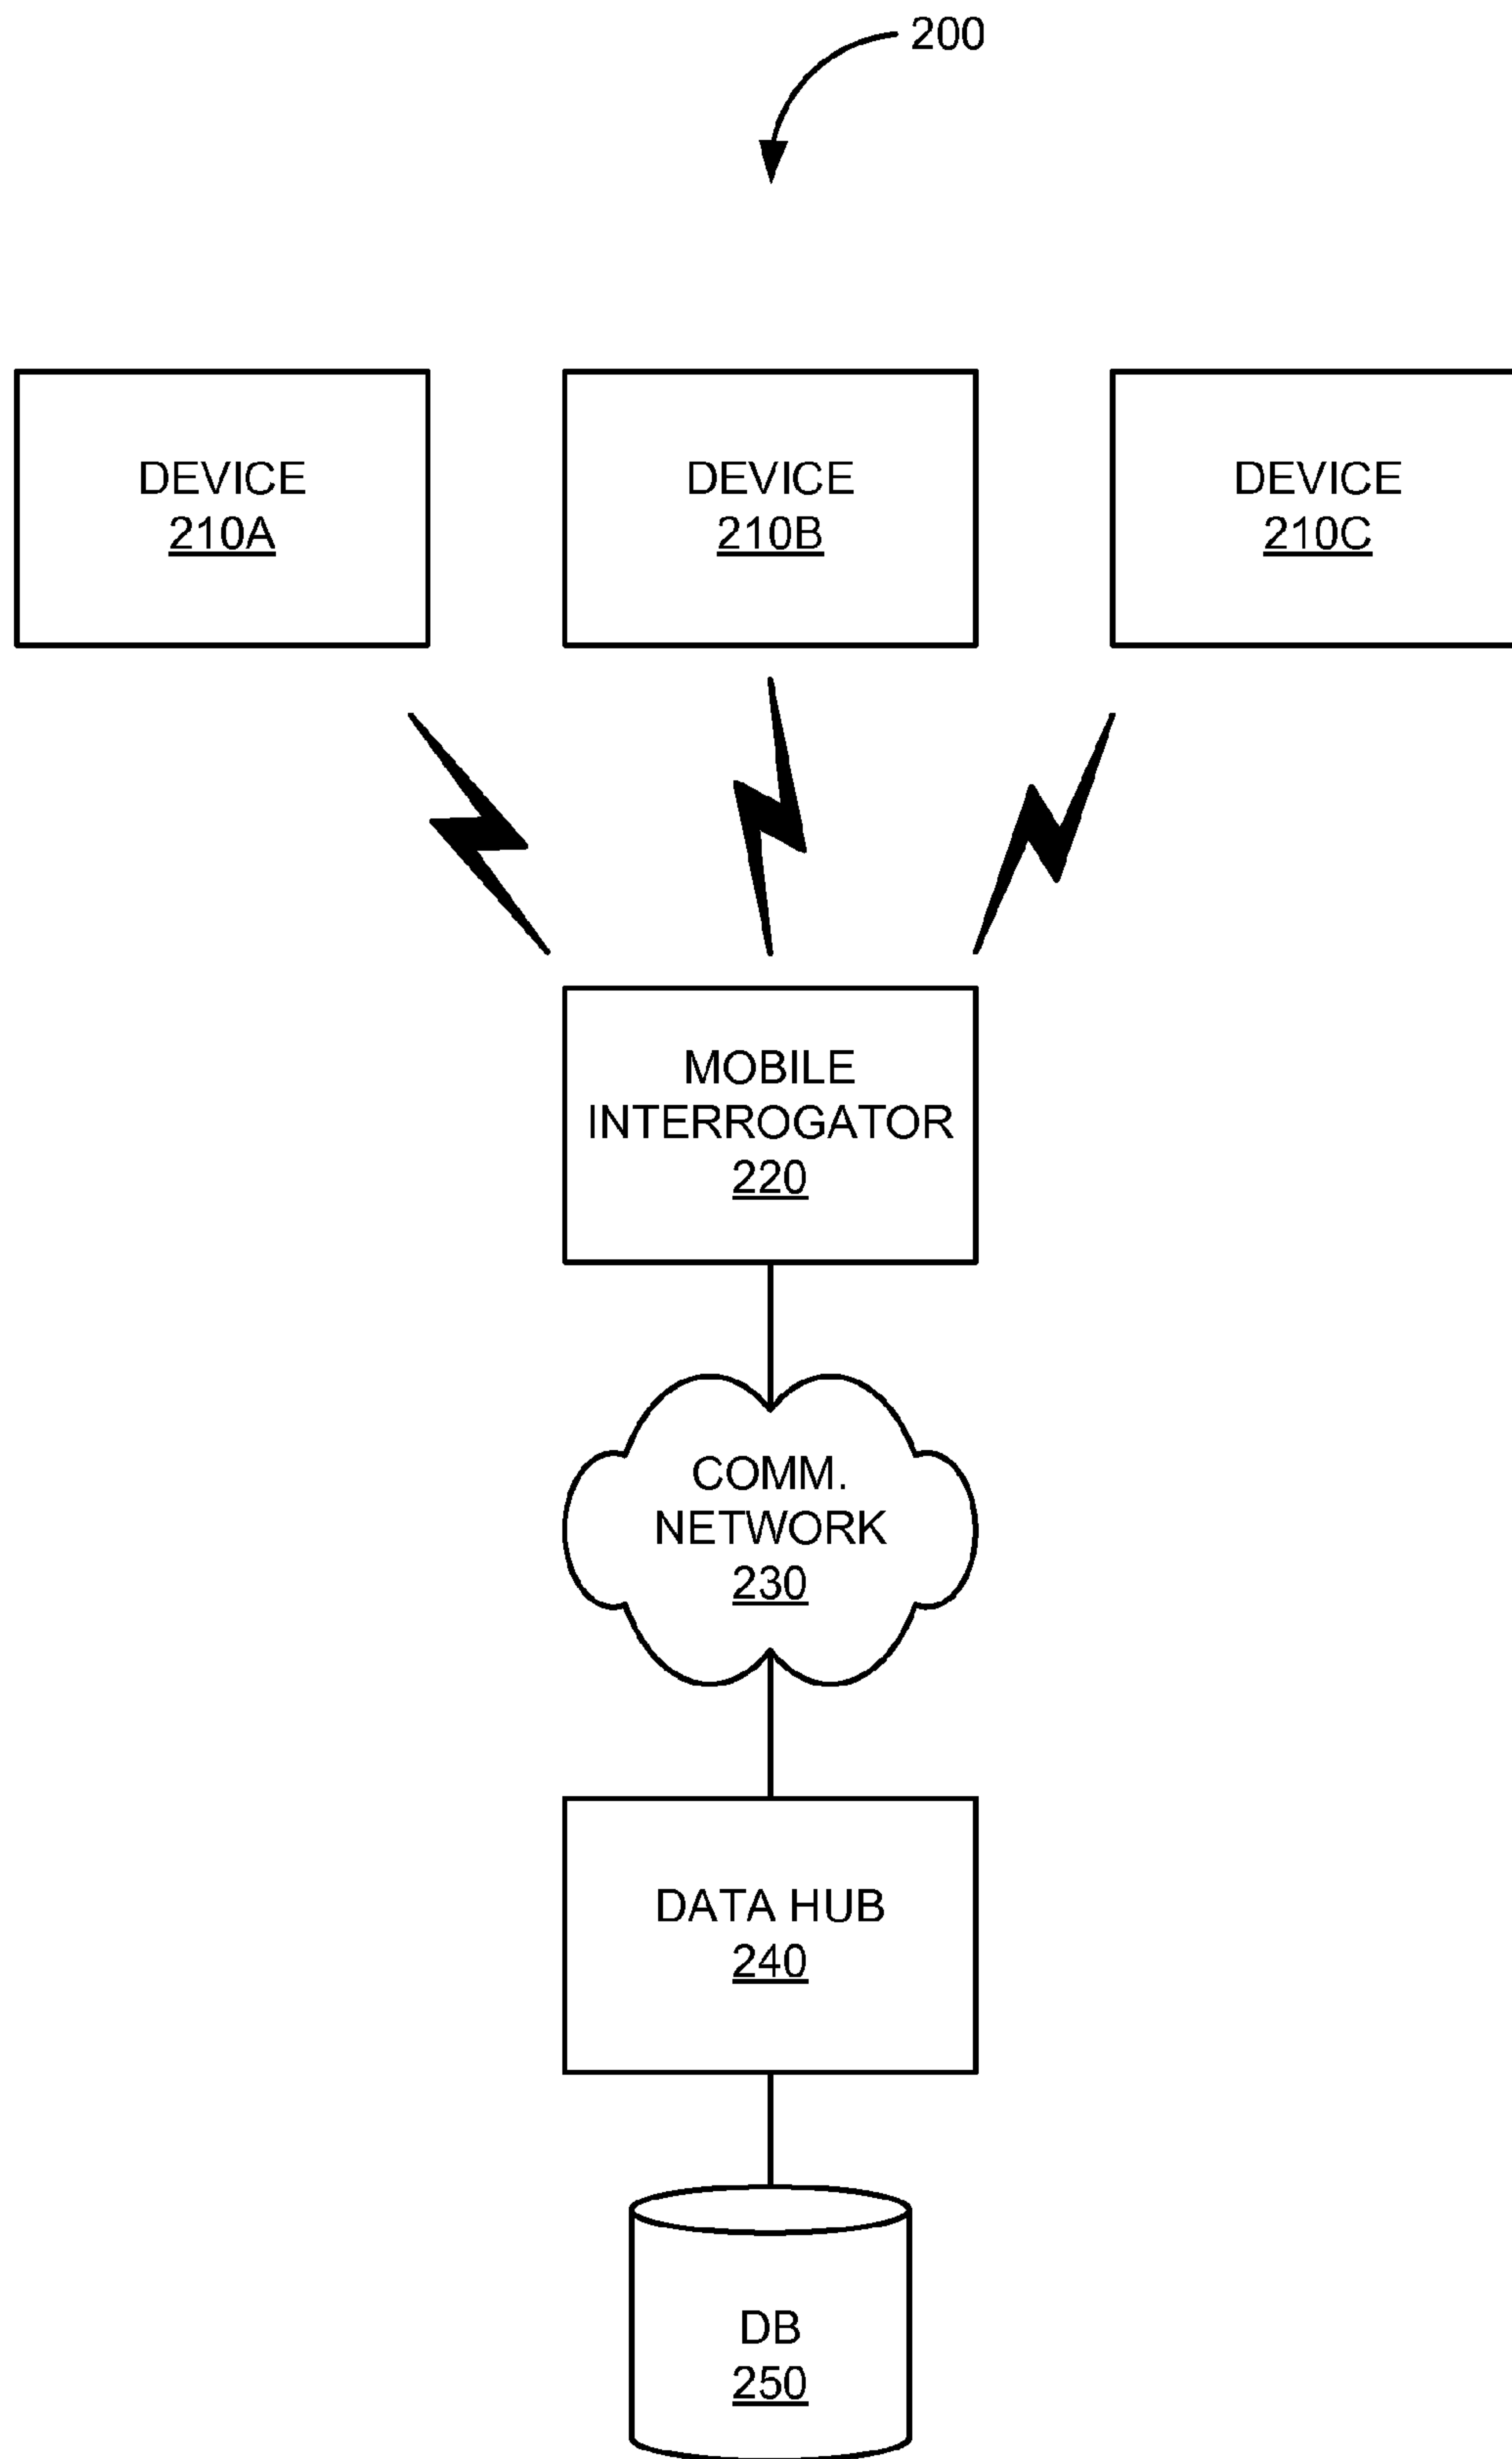 200
DEVICE
210A
DEVICE
210B
DEVICE
210C
MOBILE
INTERROGATOR
220
COMM.
NETWORK
230
DATA HUB
240
DB
250